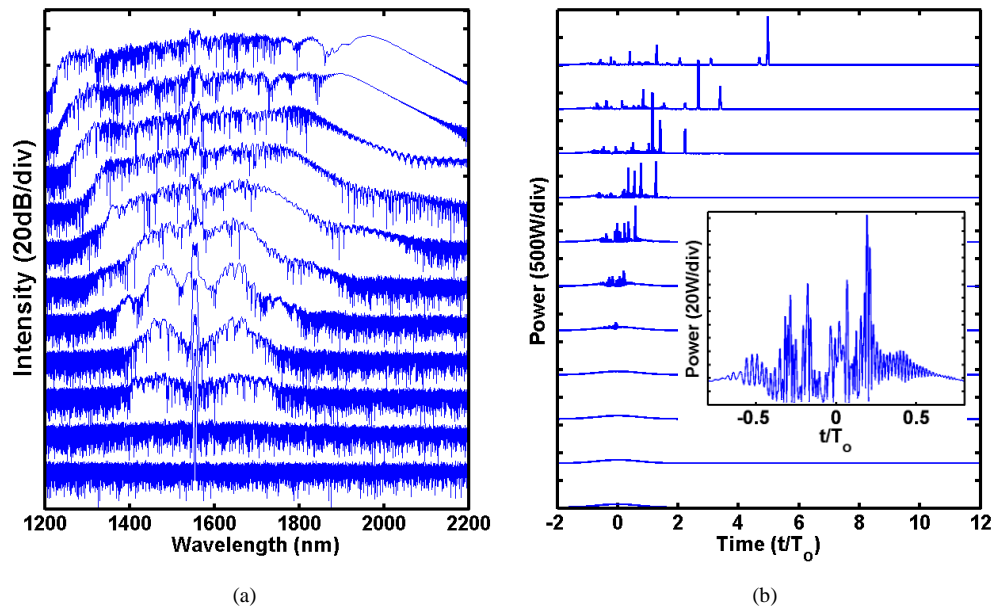 Intensity (20dB/div)
1200 1400 1600 1800 2000 2200
Wavelength (nm)
(a)
(b)
Power (500W/div)
-2 0 2 4 6 8 10 12
Time (t/To)
Power (20W/div)
-0.5 0 0.5
t/To
(a)
(b)